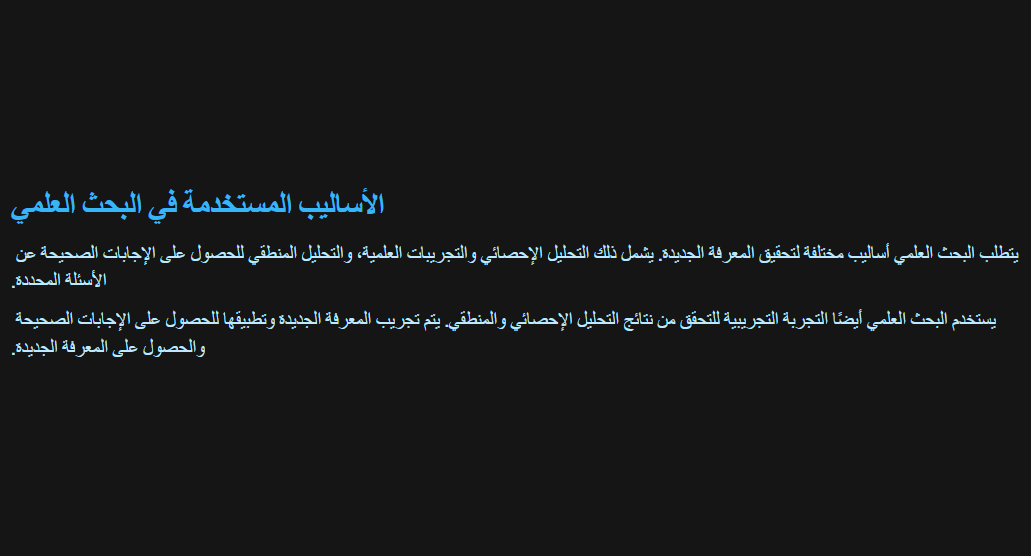 الأساليب المستخدمة في البحث العلمي
يتطلب البحث العلمي أساليب مختلفة لتحقيق المعرفة الجديدة. يشمل ذلك التحليل الإحصائي والتجريبات العلمية، والتحليل المنطقي للحصول على الإجابات الصحيحة عن
الأسئلة المحددة.
يستخدم البحث العلمي أيضًا التجربة التجريبية للتحقق من نتائج التحليل الإحصائي والمنطقي. يتم تجريب المعرفة الجديدة وتطبيقها للحصول على الإجابات الصحيحة
والحصول على المعرفة الجديدة.